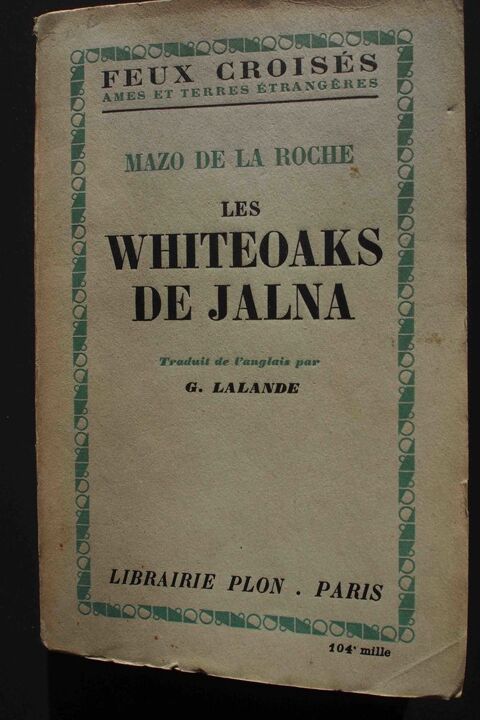 FEUX CROISÉS
AMES ET TERRES ÉTRANGÈRES
MAZO DE LA ROCHE
LES
WHITEOAKS
DE JALNA
Traduit de l'anglais par
G. LALANDE
LIBRAIRIE PLON . PARIS
104e mille